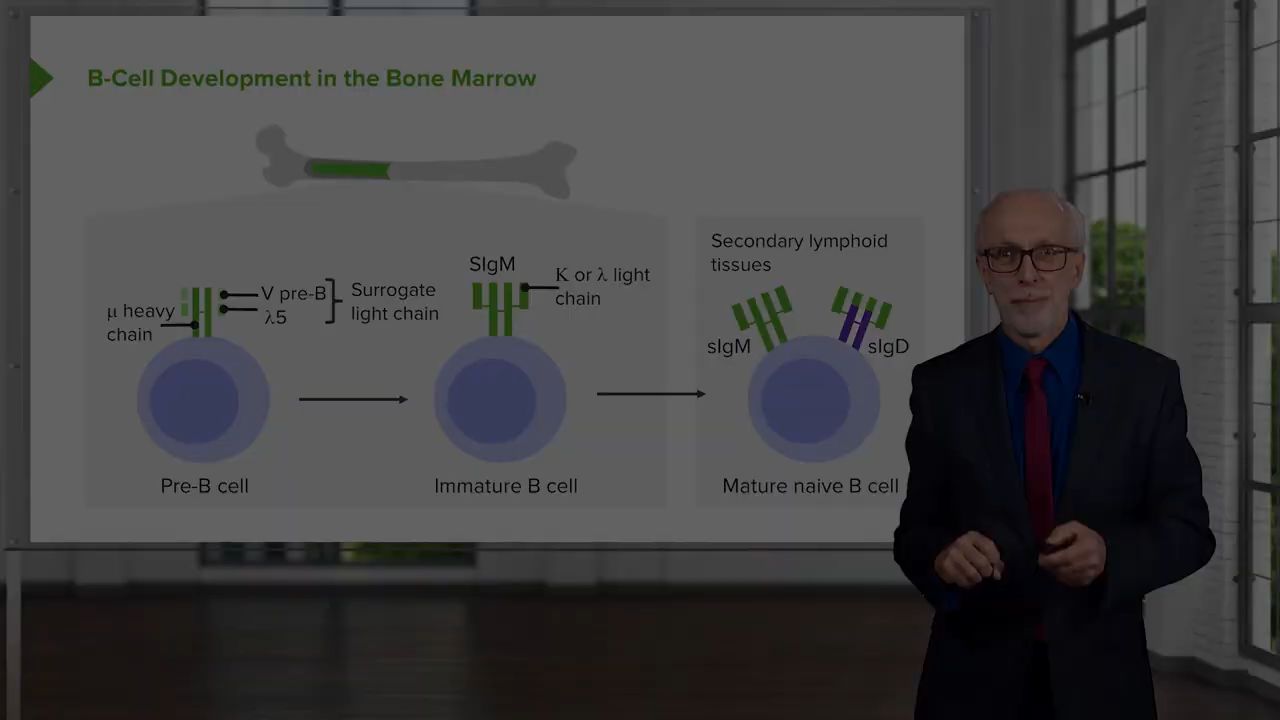 B-Cell Development in the Bone Marrow
μ heavy
chain
V pre-B
λ5
Surrogate
light chain
SIgM
K or λ light
chain
Secondary lymphoid
tissues
sIgM
sIgD
Pre-B cell
Immature B cell
Mature naive B cell